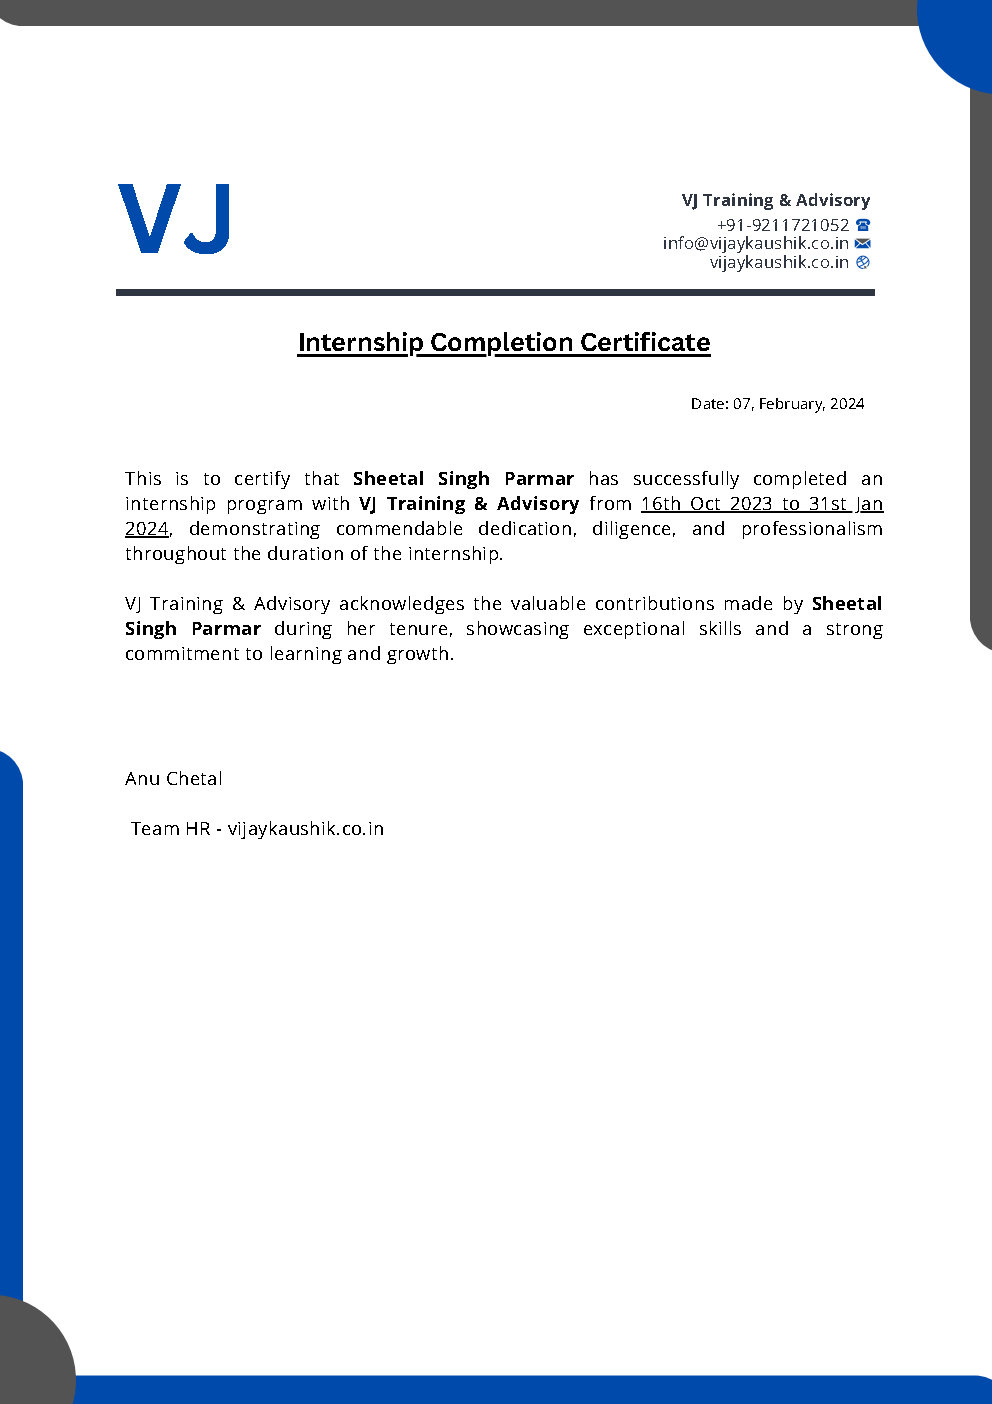 VJ
VJ Training & Advisory
+91-9211721052
info@vijaykaushik.co.in
vijaykaushik.co.in
Internship Completion Certificate
Date: 07, February, 2024
This is to certify that Sheetal Singh Parmar has successfully completed an
internship program with VJ Training & Advisory from 16th Oct 2023 to 31st Jan
2024, demonstrating commendable dedication, diligence, and professionalism
throughout the duration of the internship.
VJ Training & Advisory acknowledges the valuable contributions made by Sheetal
Singh Parmar during her tenure, showcasing exceptional skills and a strong
commitment to learning and growth.
Anu Chetal
Team HR - vijaykaushik.co.in